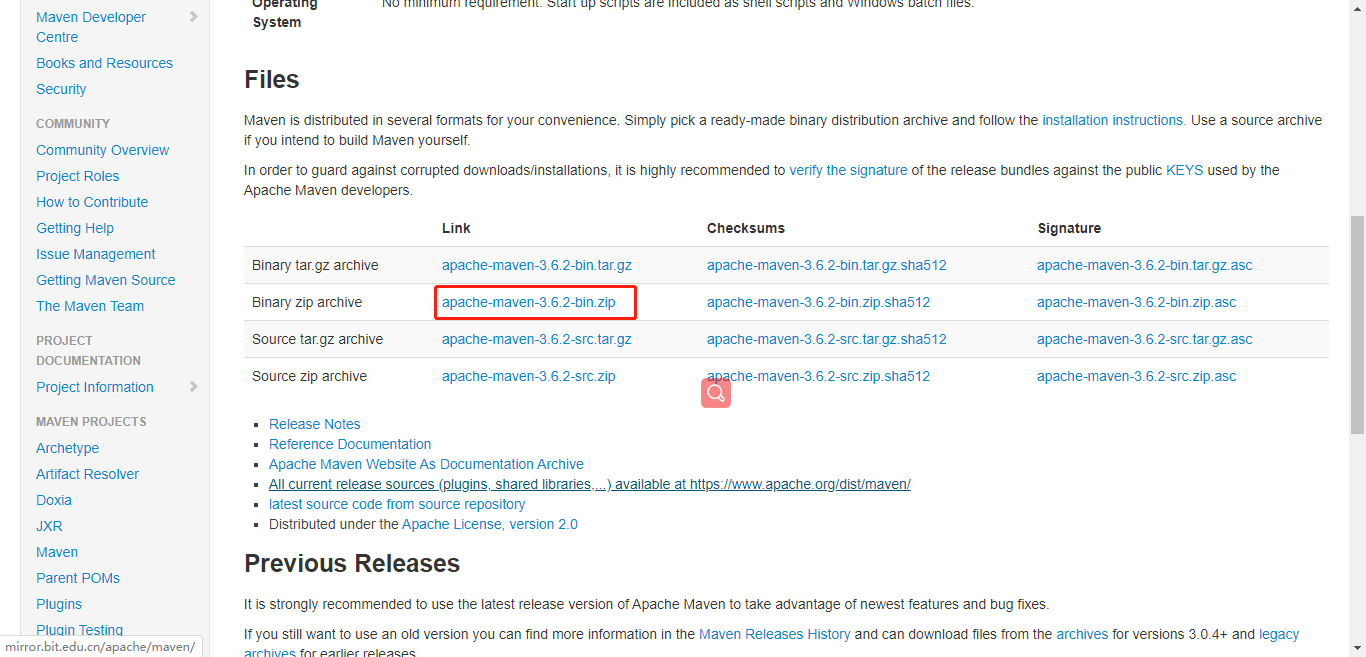 Maven Developer
Centre
Books and Resources
Security
COMMUNITY
Community Overview
Project Roles
How to Contribute
Getting Help
Issue Management
Getting Maven Source
The Maven Team
PROJECT
DOCUMENTATION
Project Information
MAVEN PROJECTS
Archetype
Artifact Resolver
Doxia
JXR
Maven
Parent POMs
Plugins
Plugin Testing
mirror.bit.edu.cn/apache/maven/
Operating No minimum requirement. Start up scripts are included as shell scripts and Windows batch files.
System
Files
Maven is distributed in several formats for your convenience. Simply pick a ready-made binary distribution archive and follow the installation instructions. Use a source archive
if you intend to build Maven yourself.
In order to guard against corrupted downloads/installations, it is highly recommended to verify the signature of the release bundles against the public KEYS used by the
Apache Maven developers.
Link Checksums Signature
Binary tar.gz archive apache-maven-3.6.2-bin.tar.gz apache-maven-3.6.2-bin.tar.gz.sha512 apache-maven-3.6.2-bin.tar.gz.asc
Binary zip archive apache-maven-3.6.2-bin.zip apache-maven-3.6.2-bin.zip.sha512 apache-maven-3.6.2-bin.zip.asc
Source tar.gz archive apache-maven-3.6.2-src.tar.gz apache-maven-3.6.2-src.tar.gz.sha512 apache-maven-3.6.2-src.tar.gz.asc
Source zip archive apache-maven-3.6.2-src.zip apache-maven-3.6.2-src.zip.sha512 apache-maven-3.6.2-src.zip.asc
Release Notes
Reference Documentation
Apache Maven Website As Documentation Archive
All current release sources (plugins, shared libraries,...) available at https://www.apache.org/dist/maven/
latest source code from source repository
Distributed under the Apache License, version 2.0
Previous Releases
It is strongly recommended to use the latest release version of Apache Maven to take advantage of newest features and bug fixes.
If you still want to use an old version you can find more information in the Maven Releases History and can download files from the archives for versions 3.0.4+ and legacy
archives for earlier releases.